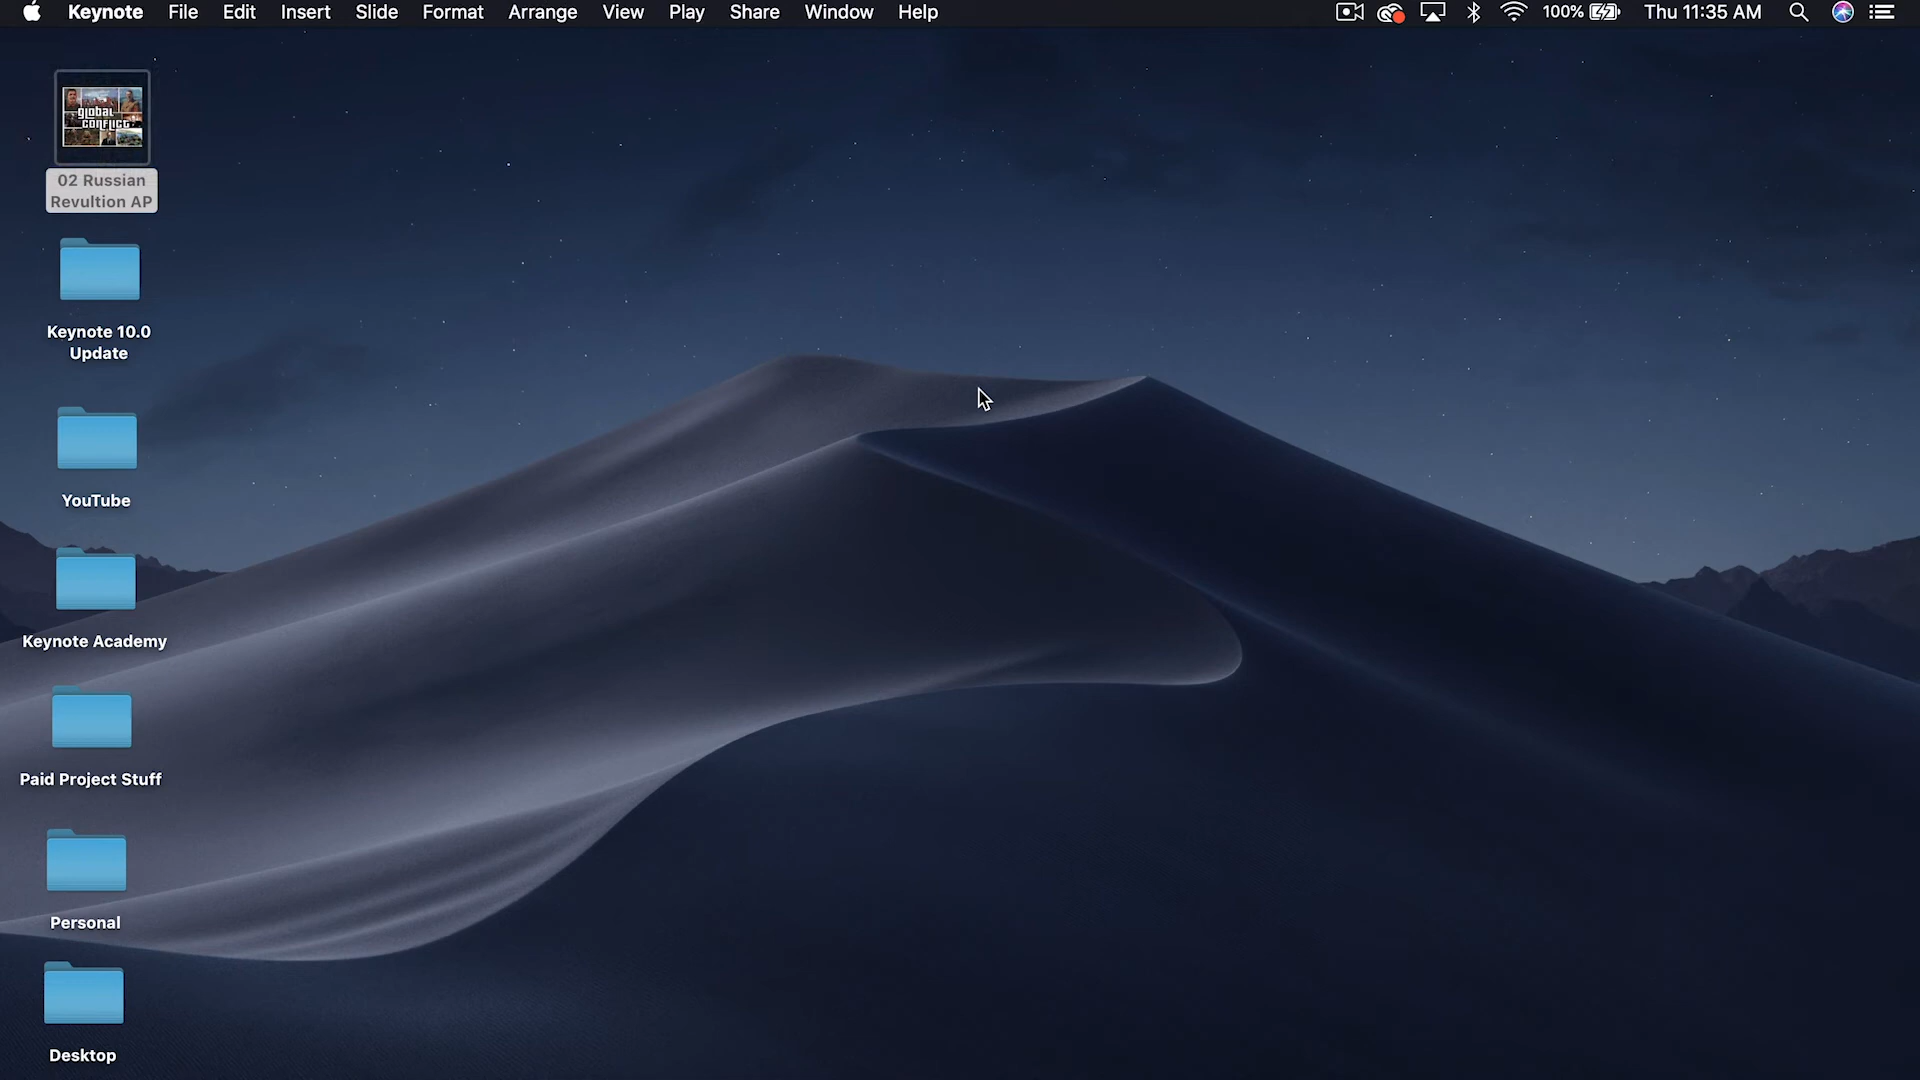 Keynote File Edit Insert Slide Format Arrange View Play Share Window Help 100% Thu 11:35 AM
global
conflict
02 Russian
Revultion AP
Keynote 10.0
Update
YouTube
Keynote Academy
Paid Project Stuff
Personal
Desktop